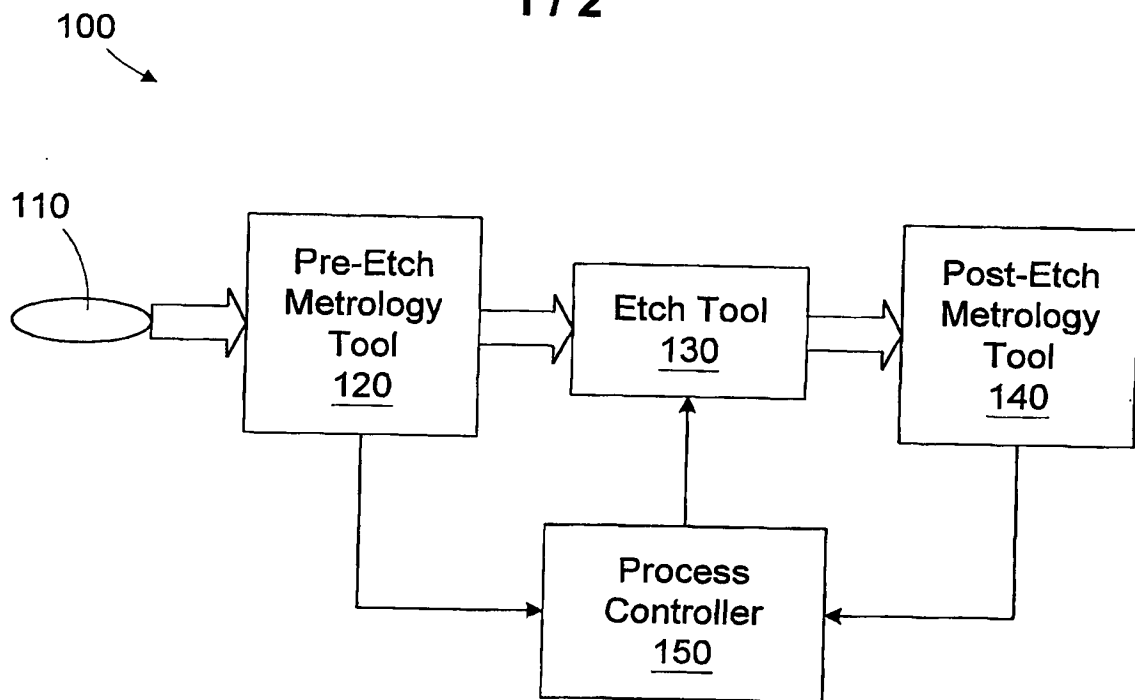 1 / 2
100
110
Pre-Etch
Metrology
Tool
120
Etch Tool
130
Post-Etch
Metrology
Tool
140
Process
Controller
150